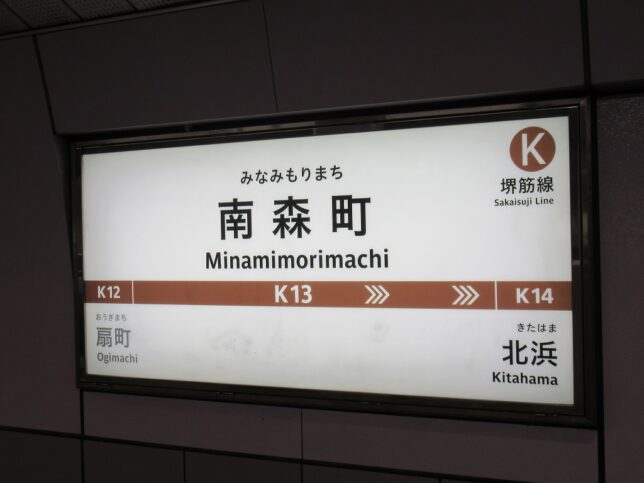 K
堺筋線
Sakaisuji Line
みなみもりまち
南森町
Minamimorimachi
K12
K13
K14
おうぎまち
扇町
Ogimachi
きたはま
北浜
Kitahama